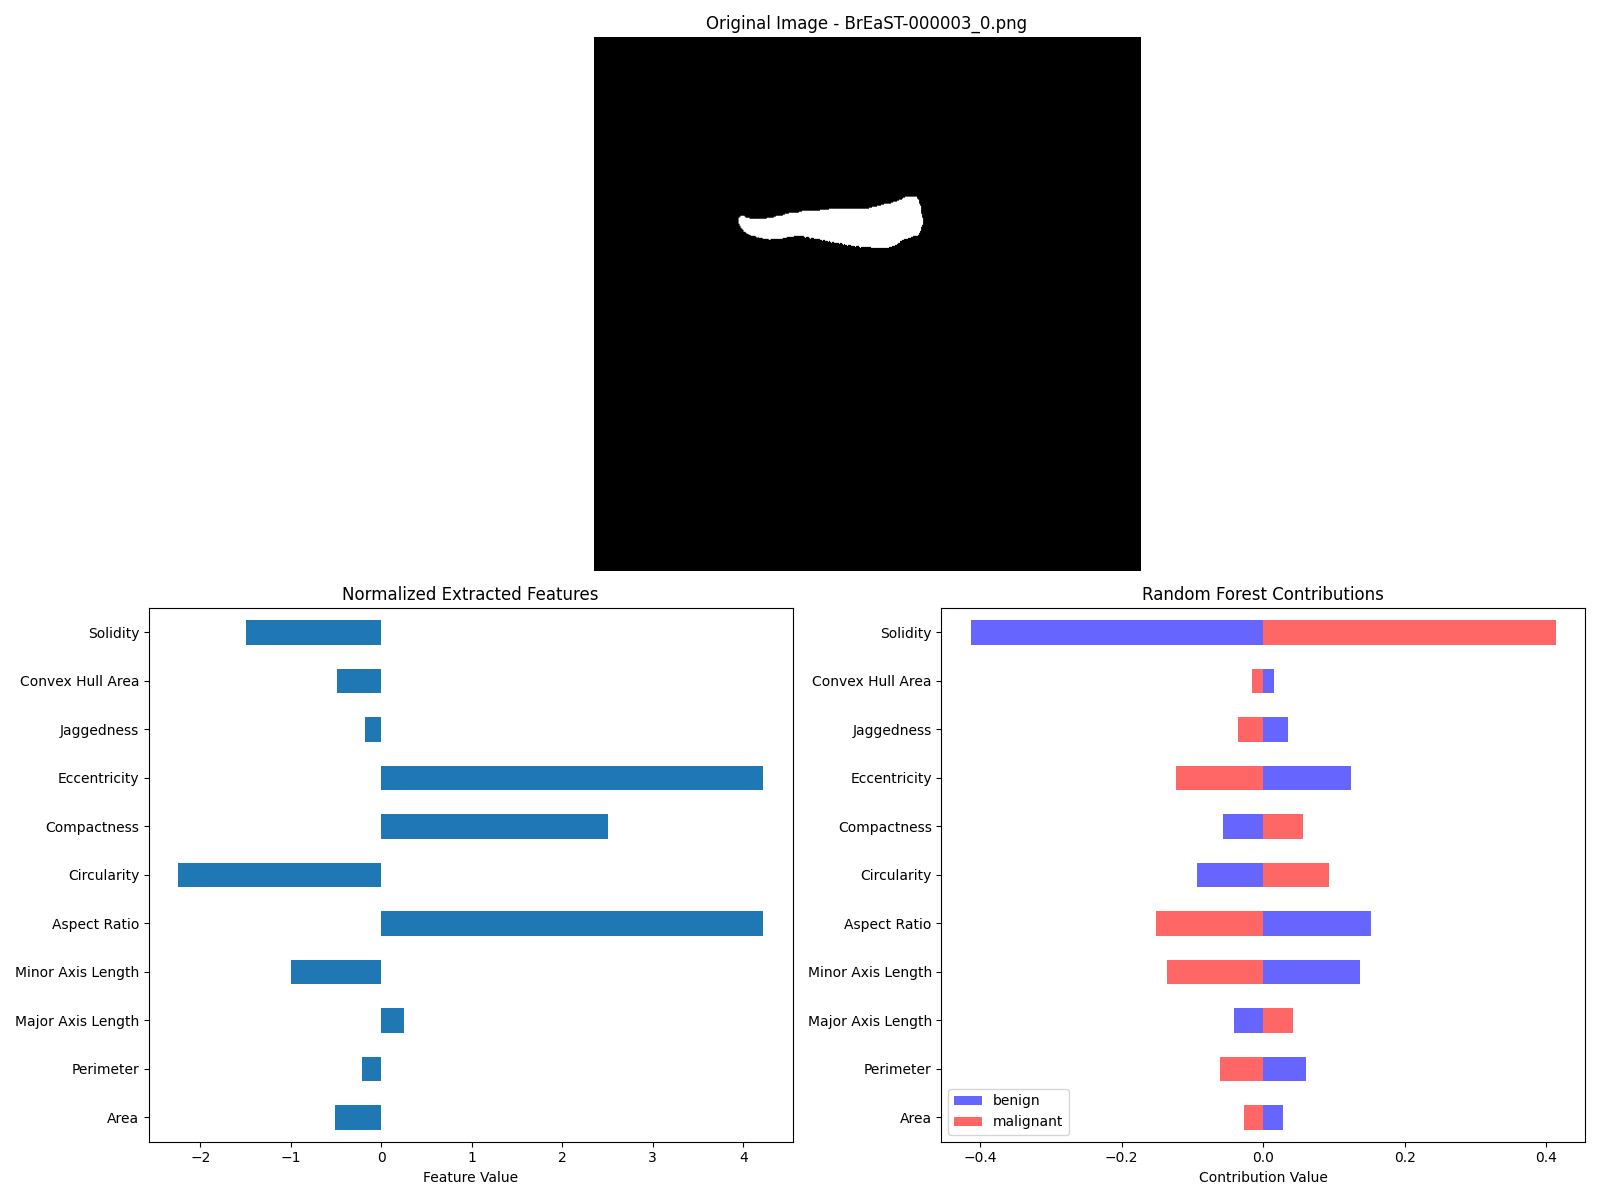 Original Image - BrEaST-000003_0.png
Normalized Extracted Features
Solidity
Convex Hull Area
Jaggedness
Eccentricity
Compactness
Circularity
Aspect Ratio
Minor Axis Length
Major Axis Length
Perimeter
Area
−2 −1 0 1 2 3 4
Feature Value
Random Forest Contributions
Solidity
Convex Hull Area
Jaggedness
Eccentricity
Compactness
Circularity
Aspect Ratio
Minor Axis Length
Major Axis Length
Perimeter
Area
benign
malignant
−0.4 −0.2 0.0 0.2 0.4
Contribution Value